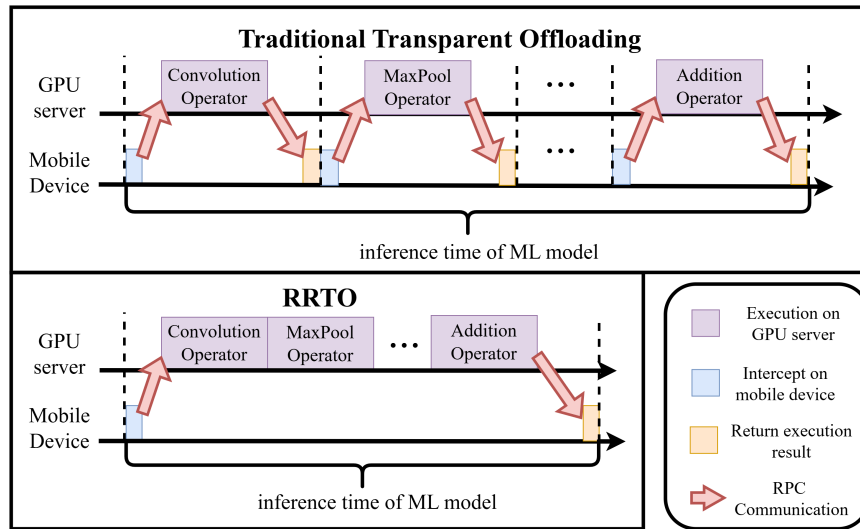 Traditional Transparent Offloading
GPU
server
Convolution
Operator
MaxPool
Operator
...
Addition
Operator
Mobile
Device
...
inference time of ML model
RRTO
GPU
server
Convolution
Operator
MaxPool
Operator
...
Addition
Operator
Mobile
Device
inference time of ML model
Execution on
GPU server
Intercept on
mobile device
Return execution
result
RPC
Communication